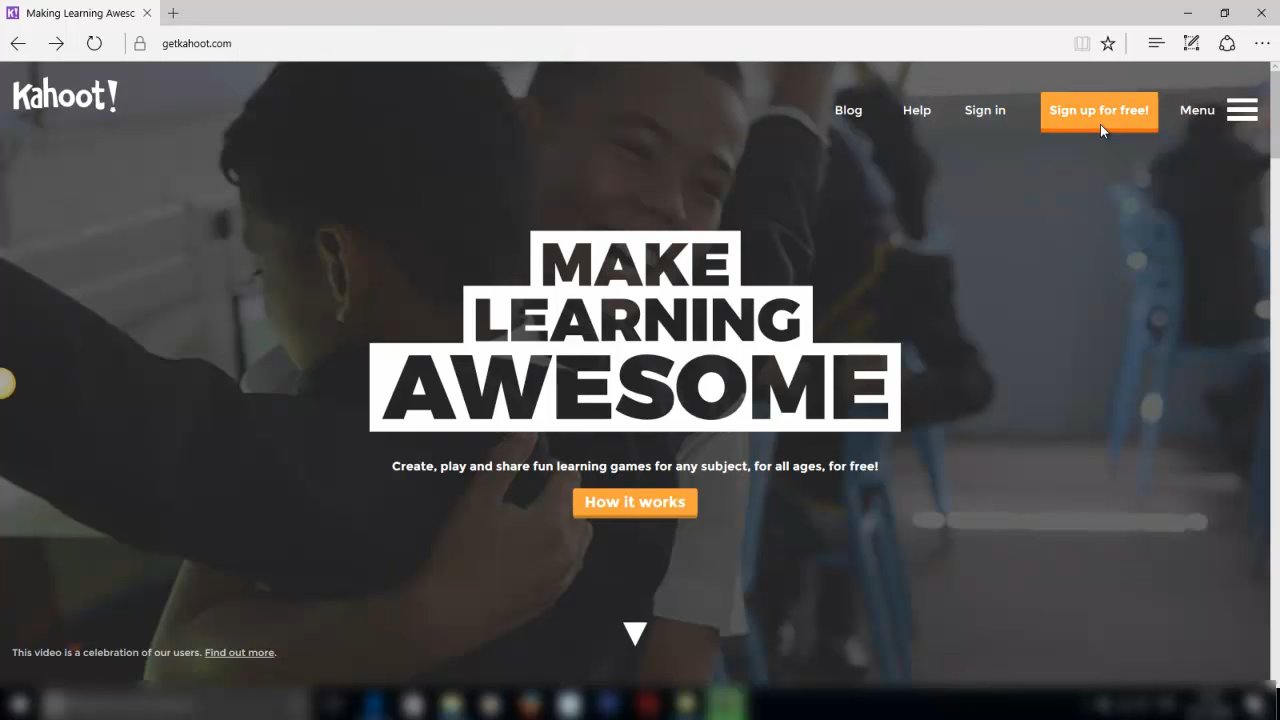 K! Making Learning Awesc
getkahoot.com
Kahoot!
Blog
Help
Sign in
Sign up for free!
Menu
MAKE
LEARNING
AWESOME
Create, play and share fun learning games for any subject, for all ages, for free!
How it works
This video is a celebration of our users. Find out more.